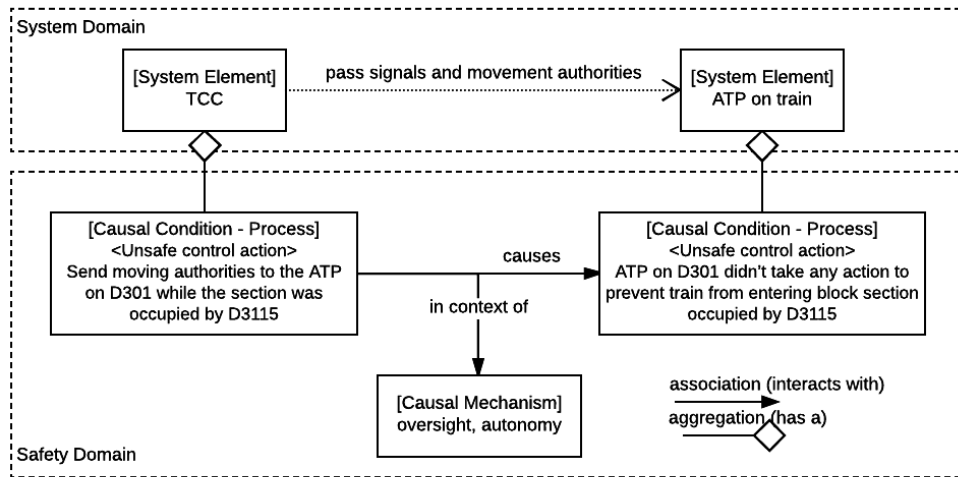 System Domain
[System Element]
TCC
pass signals and movement authorities
[System Element]
ATP on train
[Causal Condition - Process]
<Unsafe control action>
Send moving authorities to the ATP
on D301 while the section was
occupied by D3115
causes
in context of
[Causal Condition - Process]
<Unsafe control action>
ATP on D301 didn't take any action to
prevent train from entering block section
occupied by D3115
[Causal Mechanism]
oversight, autonomy
association (interacts with)
aggregation (has a)
Safety Domain